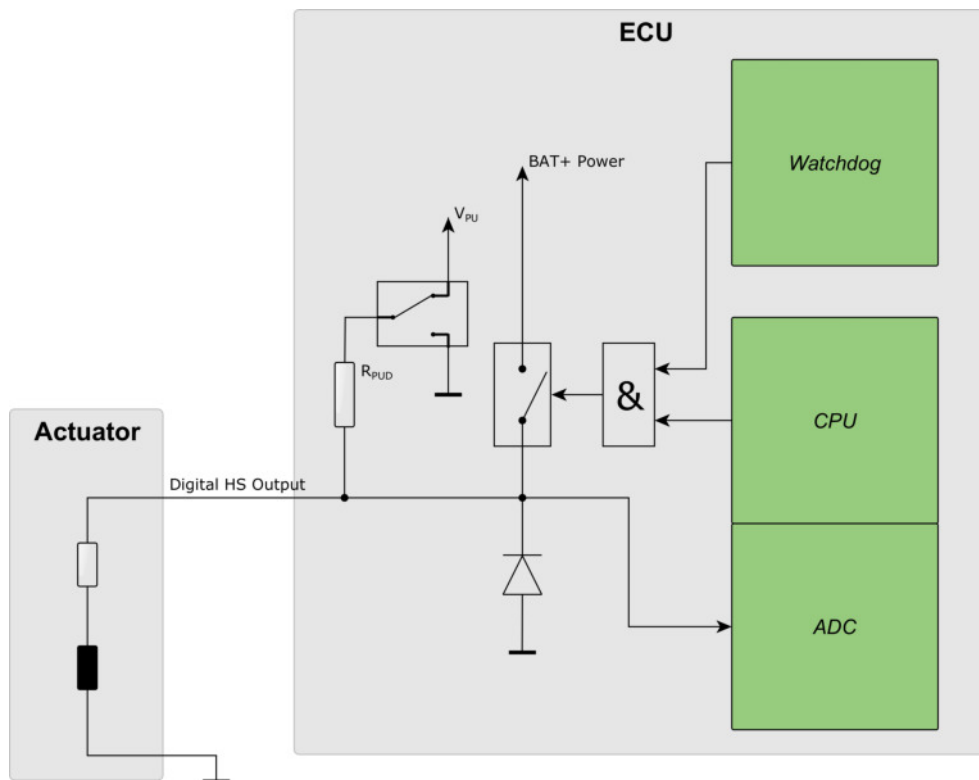 ECU
Watchdog
BAT+ Power
VPU
RPUD
&
CPU
Actuator
Digital HS Output
ADC